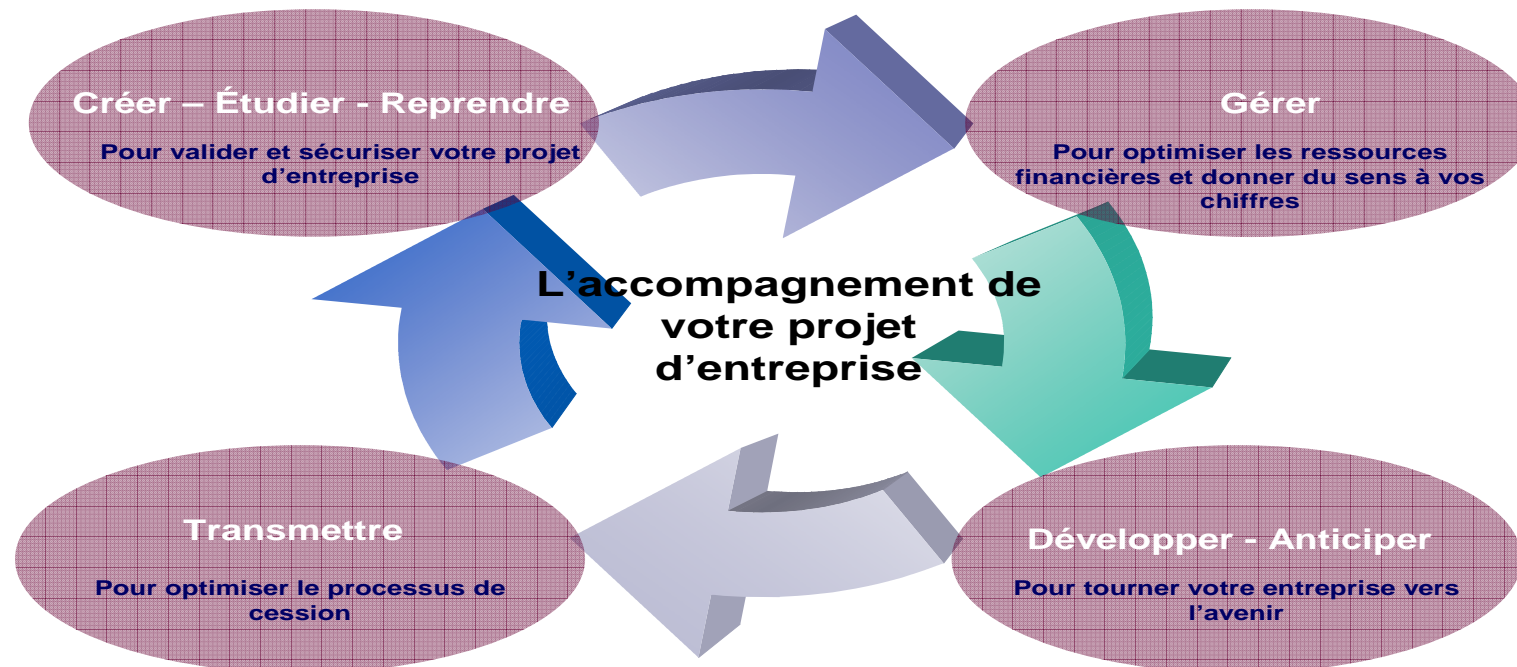 Créer – Étudier - Reprendre
Pour valider et sécuriser votre projet
d’entreprise
Gérer
Pour optimiser les ressources
financières et donner du sens à vos
chiffres
L’accompagnement de
votre projet
d’entreprise
Transmettre
Pour optimiser le processus de
cession
Développer - Anticiper
Pour tourner votre entreprise vers
l’avenir